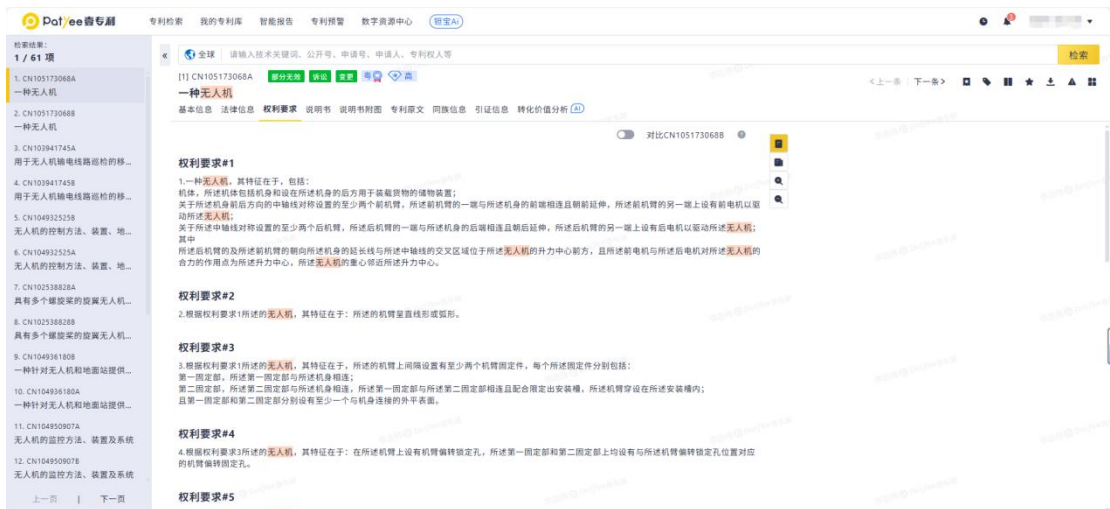 Patyee壹专利 专利检索 我的专利库 智能报告 专利预警 数字资源中心 钽宝Ai
检索结果:
1 / 61 项
1. CN105173068A
一种无人机
2. CN105173068B
一种无人机
3. CN103941745A
用于无人机输电线路巡检的移...
4. CN103941745B
用于无人机输电线路巡检的移...
5. CN104932525B
无人机的控制方法、装置、地...
6. CN104932525A
无人机的控制方法、装置、地...
7. CN102538828A
具有多个螺旋桨的旋翼无人机...
8. CN102538828B
具有多个螺旋桨的旋翼无人机...
9. CN104936180B
一种针对无人机和地面站提供...
10. CN104936180A
一种针对无人机和地面站提供...
11. CN104950907A
无人机的监控方法、装置及系统
12. CN104950907B
无人机的监控方法、装置及系统
上一页 | 下一页
« 全球 请输入技术关键词、公开号、申请号、申请人、专利权人等 检索
[1] CN105173068A 部分无效 诉讼 变更 粤 高
<上一条 下一条>
一种无人机
基本信息 法律信息 权利要求 说明书 说明书附图 专利原文 同族信息 引证信息 转化价值分析 AI
对比CN105173068B
权利要求#1
1.一种无人机，其特征在于，包括：
机体，所述机体包括机身和设在所述机身的后方用于装载货物的储物装置；
关于所述机身前后方向的中轴线对称设置的至少两个前机臂，所述前机臂的一端与所述机身的前端相连且朝前延伸，所述前机臂的另一端上设有前电机以驱
动所述无人机；
关于所述中轴线对称设置的至少两个后机臂，所述后机臂的一端与所述机身的后端相连且朝后延伸，所述后机臂的另一端上设有后电机以驱动所述无人机；
其中
所述后机臂的及所述前机臂的朝向所述机身的延长线与所述中轴线的交叉区域位于所述无人机的升力中心前方，且所述前电机与所述后电机对所述无人机的
合力的作用点为所述升力中心，所述无人机的重心邻近所述升力中心。
权利要求#2
2.根据权利要求1所述的无人机，其特征在于：所述的机臂呈直线形或弧形。
权利要求#3
3.根据权利要求1所述的无人机，其特征在于，所述的机臂上间隔设置有至少两个机臂固定件，每个所述固定件分别包括：
第一固定部，所述第一固定部与所述机身相连；
第二固定部，所述第二固定部与所述机身相连，所述第一固定部与所述第二固定部相连且配合限定出安装槽，所述机臂穿设在所述安装槽内；
且第一固定部和第二固定部分别设有至少一个与机身连接的外平表面。
权利要求#4
4.根据权利要求3所述的无人机，其特征在于：在所述机臂上设有机臂偏转锁定孔，所述第一固定部和第二固定部上均设有与所述机臂偏转锁定孔位置对应
的机臂偏转固定孔。
权利要求#5